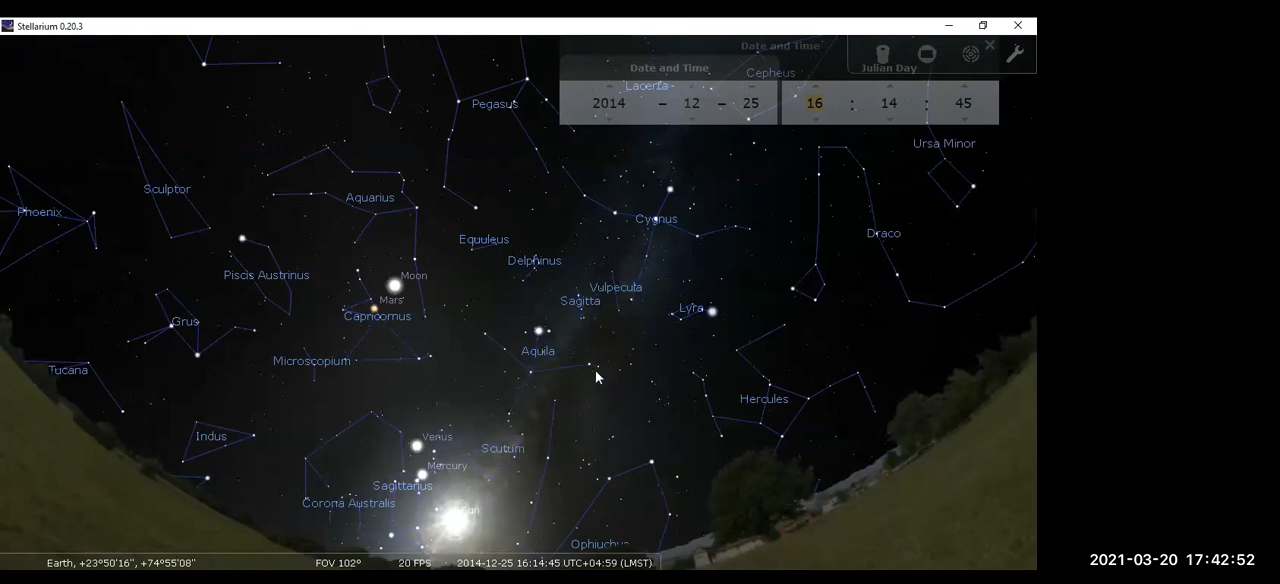 Stellarium 0.20.3
Date and Time
Date and Time
Julian Day
2014 - 12 - 25
16 : 14 : 45
Cepheus
Lacerta
Pegasus
Ursa Minor
Sculptor
Aquarius
Phoenix
Cygnus
Draco
Equuleus
Delphinus
Piscis Austrinus
Moon
Vulpecula
Mars
Sagitta
Lyra
Capricornus
Grus
Aquila
Microscopium
Tucana
Hercules
Indus
Venus
Scutum
Mercury
Sagittarius
Corona Australis
Sun
Ophiuchus
Earth, +23°50'16", +74°55'08" FOV 102° 20 FPS 2014-12-25 16:14:45 UTC+04:59 (LMST)
2021-03-20 17:42:52